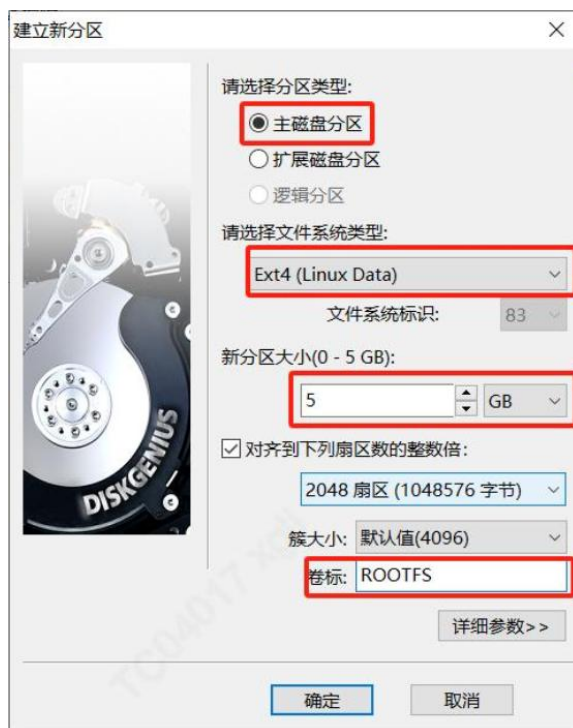 建立新分区
请选择分区类型:
主磁盘分区
扩展磁盘分区
逻辑分区
请选择文件系统类型:
Ext4 (Linux Data)
文件系统标识: 83
新分区大小(0 - 5 GB):
5 GB
对齐到下列扇区数的整数倍:
2048 扇区 (1048576 字节)
簇大小: 默认值(4096)
卷标: ROOTFS
详细参数>>
确定 取消
DISKGENIUS